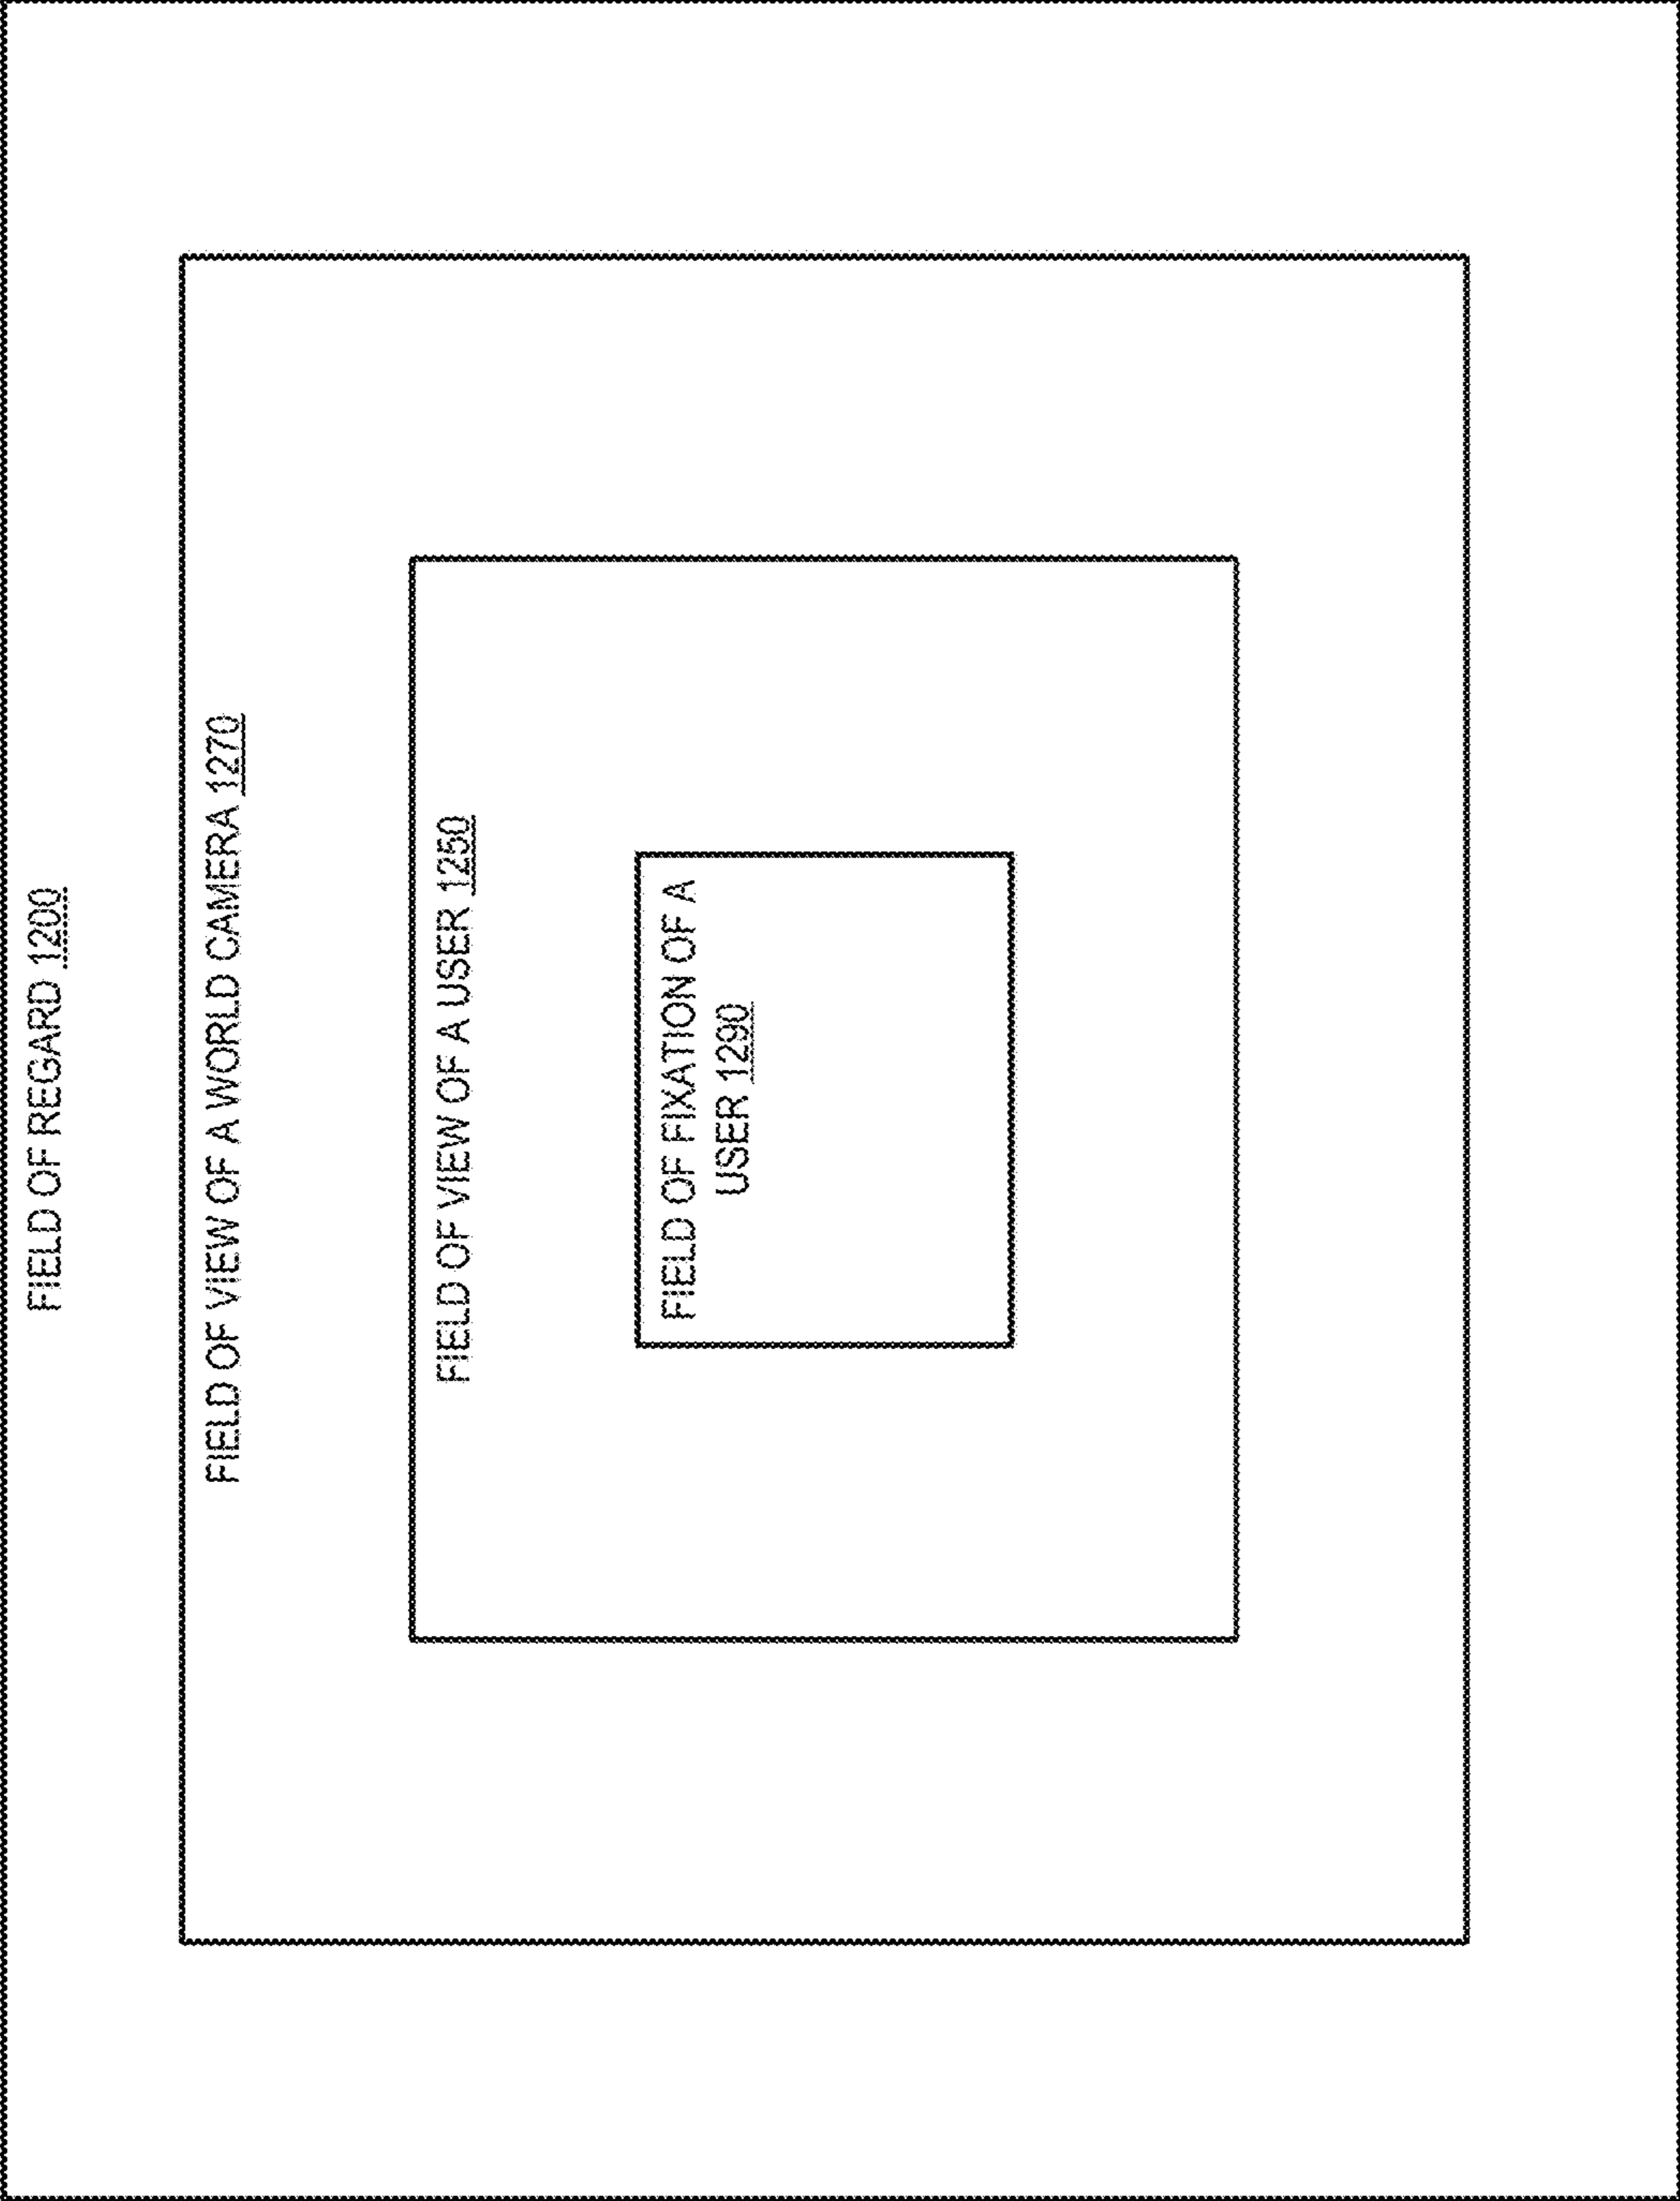 FIELD OF REGARD 1200
FIELD OF VIEW OF A WORLD CAMERA 1270
FIELD OF VIEW OF A USER 1250
FIELD OF FIXATION OF A
USER 1290